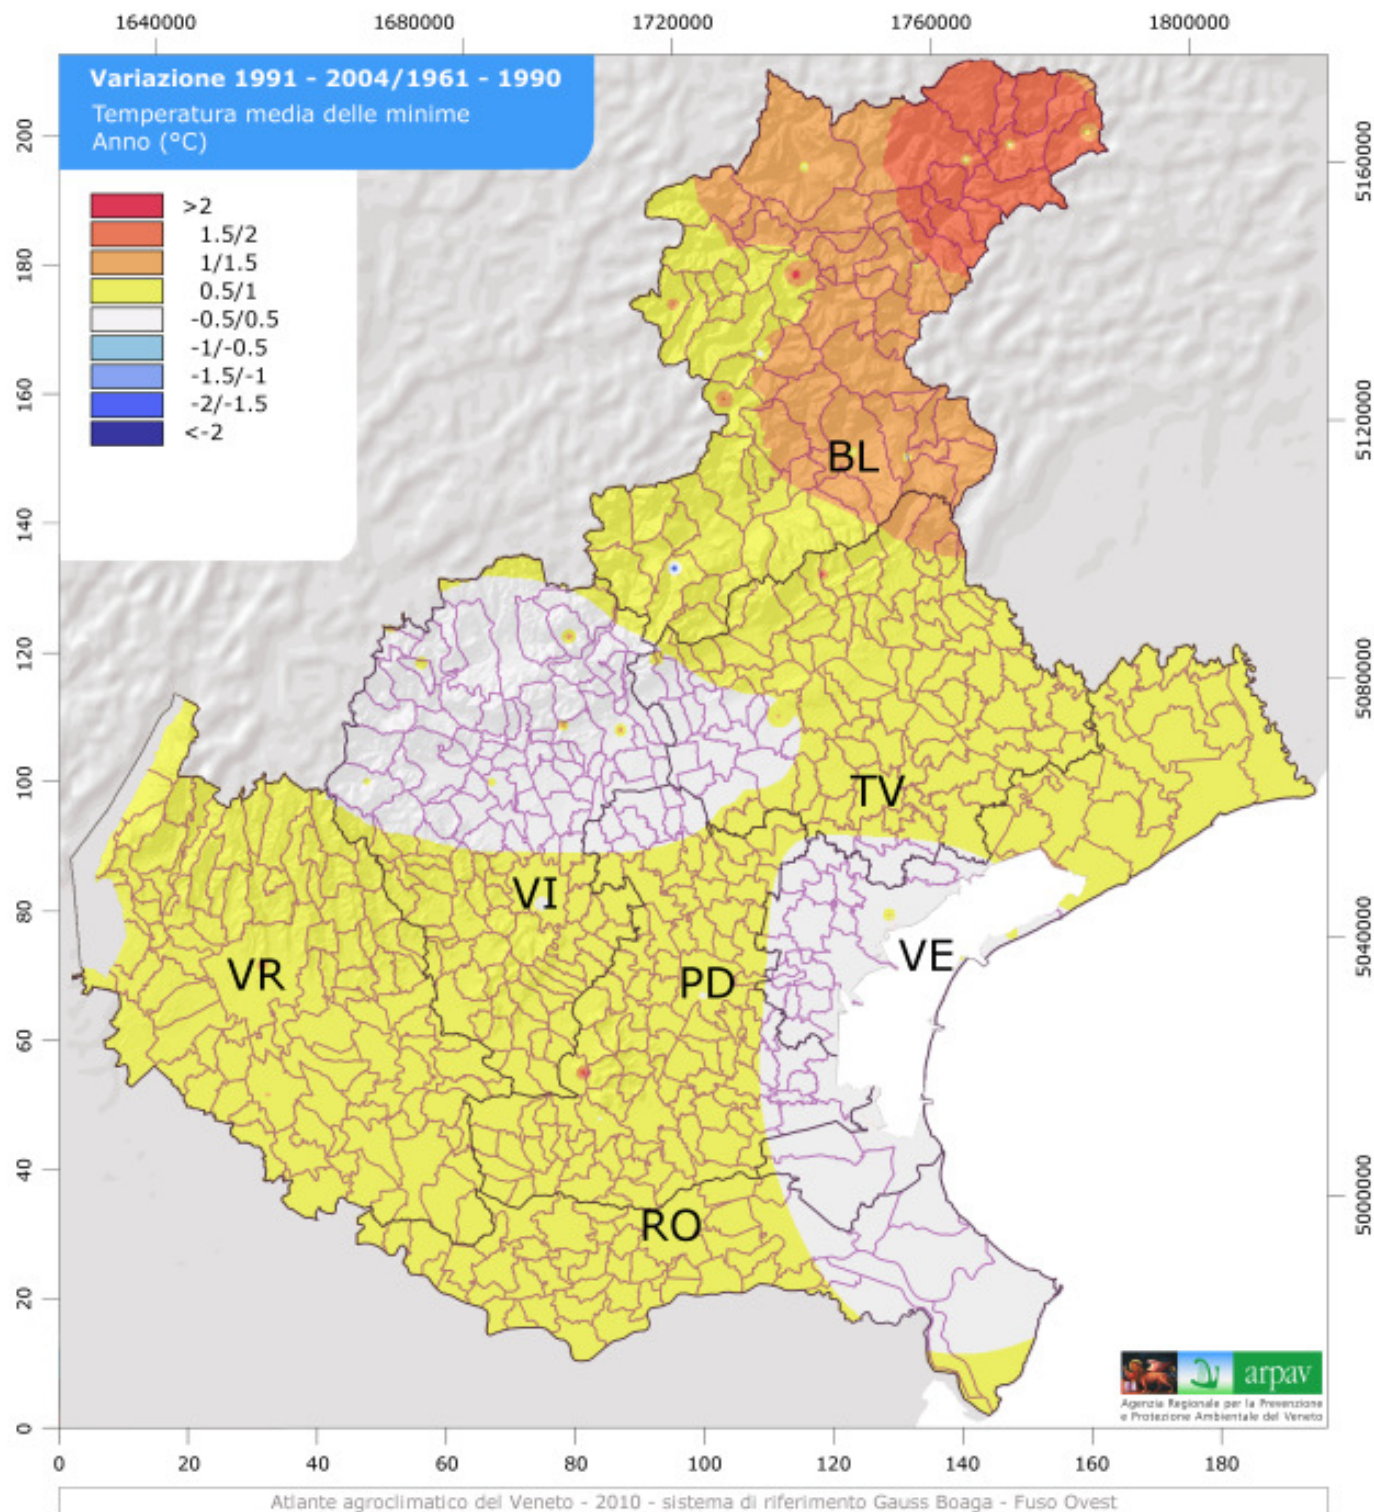 1640000 1680000 1720000 1760000 1800000
Variazione 1991 - 2004/1961 - 1990
Temperatura media delle minime
Anno (°C)
>2
1.5/2
1/1.5
0.5/1
-0.5/0.5
-1/-0.5
-1.5/-1
-2/-1.5
<-2
200
180
160
140
120
100
80
60
40
20
0
5160000
5120000
5080000
5040000
5000000
BL
TV
VI
VE
VR
PD
RO
arpav
Agenzia Regionale per la Prevenzione
e Protezione Ambientale del Veneto
0 20 40 60 80 100 120 140 160 180
Atlante agroclimatico del Veneto - 2010 - sistema di riferimento Gauss Boaga - Fuso Ovest